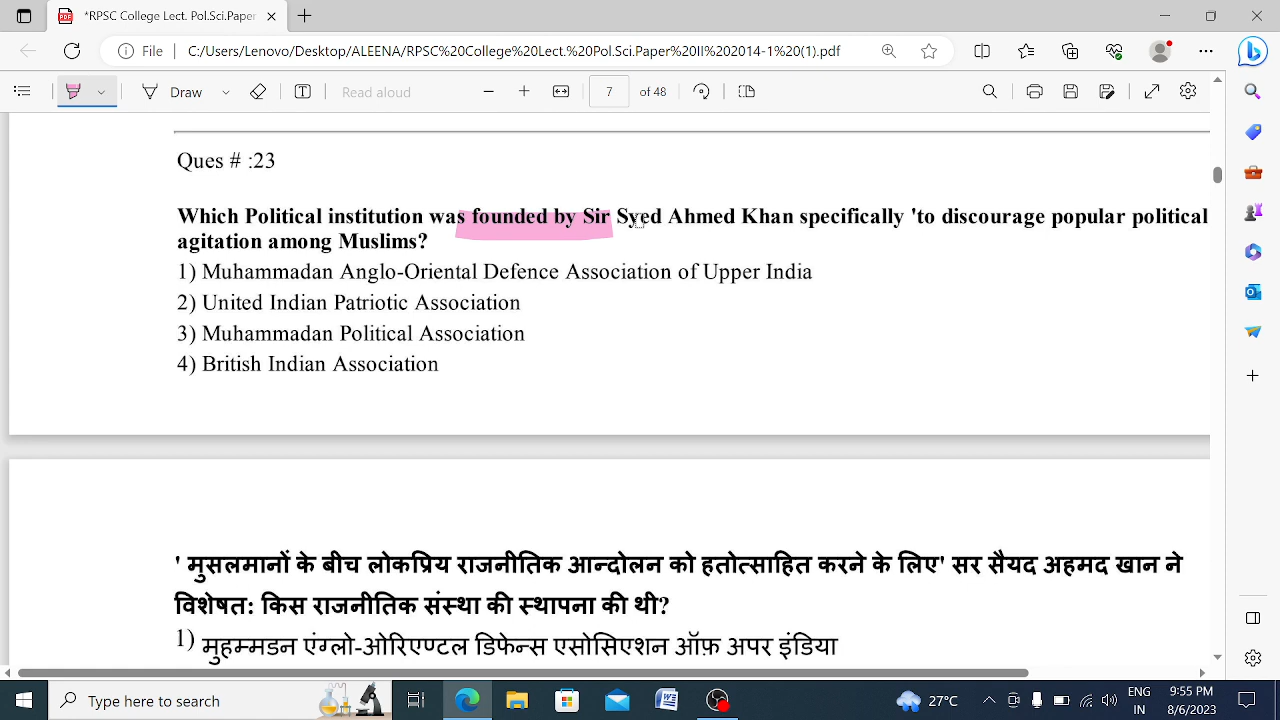 *RPSC College Lect. Pol.Sci.Paper
File
C:/Users/Lenovo/Desktop/ALEENA/RPSC%20College%20Lect.%20Pol.Sci.Paper%20II%202014-1%20(1).pdf
Draw
Read aloud
7
of 48
Ques # :23
Which Political institution was founded by Sir Syed Ahmed Khan specifically 'to discourage popular political
agitation among Muslims?
1) Muhammadan Anglo-Oriental Defence Association of Upper India
2) United Indian Patriotic Association
3) Muhammadan Political Association
4) British Indian Association
' मुसलमानों के बीच लोकप्रिय राजनीतिक आन्दोलन को हतोत्साहित करने के लिए' सर सैयद अहमद खान ने
विशेषत: किस राजनीतिक संस्था की स्थापना की थी?
1) मुहम्मडन एंग्लो-ओरिएण्टल डिफेन्स एसोसिएशन ऑफ़ अपर इंडिया
Type here to search
27°C
ENG
IN
9:55 PM
8/6/2023